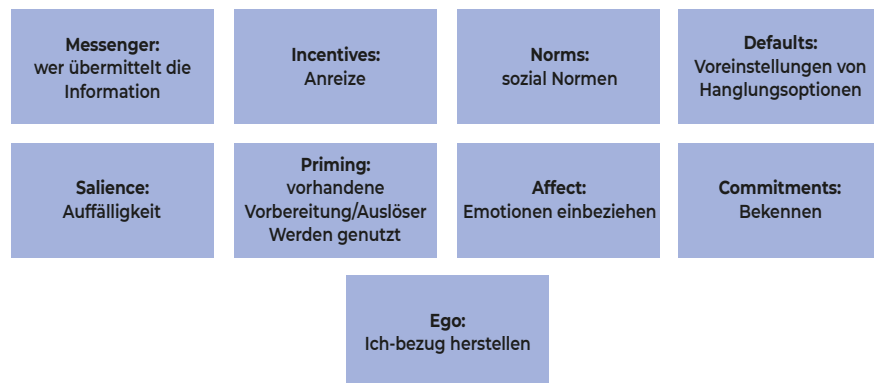 Messenger:
wer übermittelt die
Information
Incentives:
Anreize
Norms:
sozial Normen
Defaults:
Voreinstellungen von
Hanglungsoptionen
Salience:
Auffälligkeit
Priming:
vorhandene
Vorbereitung/Auslöser
Werden genutzt
Affect:
Emotionen einbeziehen
Commitments:
Bekennen
Ego:
Ich-bezug herstellen